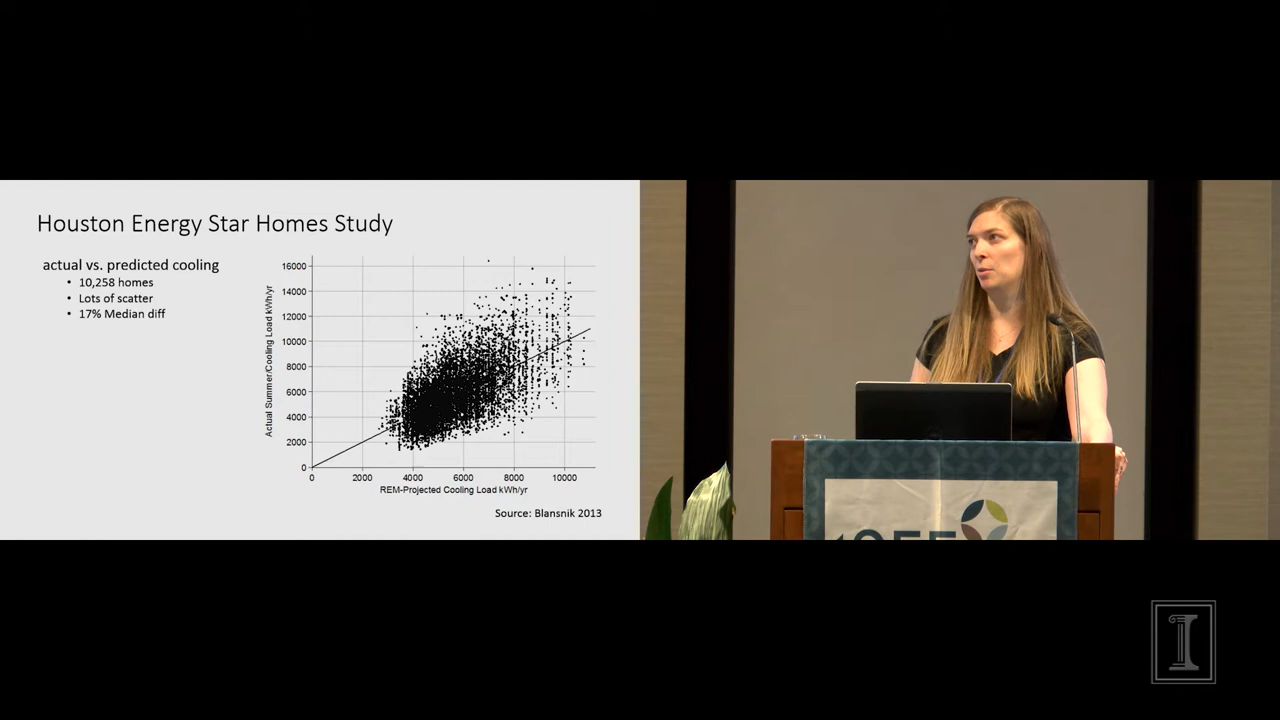 Houston Energy Star Homes Study
actual vs. predicted cooling
• 10,258 homes
• Lots of scatter
• 17% Median diff
Actual Summer/Cooling Load kWh/yr
16000
14000
12000
10000
8000
6000
4000
2000
0
0 2000 4000 6000 8000 10000
REM-Projected Cooling Load kWh/yr
Source: Blansnik 2013
I